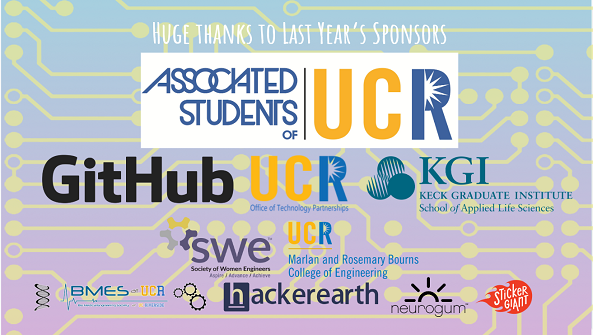 Huge thanks to Last Year's Sponsors
ASSOCIATED
STUDENTS
OF
UCR
GitHub
UCR
Office of Technology Partnerships
KGI
KECK GRADUATE INSTITUTE
School of Applied Life Sciences
swe
Society of Women Engineers
Aspire / Advance / Achieve
UCR
Marlan and Rosemary Bourns
College of Engineering
BMES at UCR
hackerearth
neurogum™
STICKER
GIANT